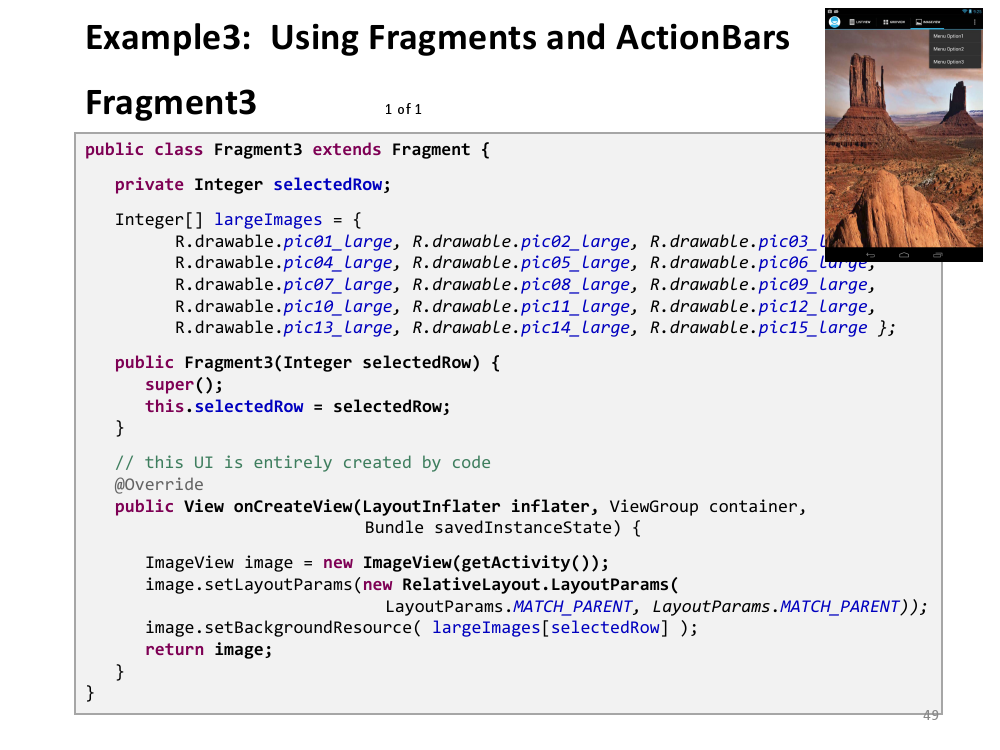 Example3: Using Fragments and ActionBars
Fragment3 1 of 1
LISTVIEW GRIDVIEW IMAGEVIEW
Menu Option1
Menu Option2
Menu Option3
public class Fragment3 extends Fragment {
private Integer selectedRow;
Integer[] largeImages = {
R.drawable.pic01_large, R.drawable.pic02_large, R.drawable.pic03_l
R.drawable.pic04_large, R.drawable.pic05_large, R.drawable.pic06_large,
R.drawable.pic07_large, R.drawable.pic08_large, R.drawable.pic09_large,
R.drawable.pic10_large, R.drawable.pic11_large, R.drawable.pic12_large,
R.drawable.pic13_large, R.drawable.pic14_large, R.drawable.pic15_large };
public Fragment3(Integer selectedRow) {
super();
this.selectedRow = selectedRow;
}
// this UI is entirely created by code
@Override
public View onCreateView(LayoutInflater inflater, ViewGroup container,
Bundle savedInstanceState) {
ImageView image = new ImageView(getActivity());
image.setLayoutParams(new RelativeLayout.LayoutParams(
LayoutParams.MATCH_PARENT, LayoutParams.MATCH_PARENT));
image.setBackgroundResource( largeImages[selectedRow] );
return image;
}
}
49